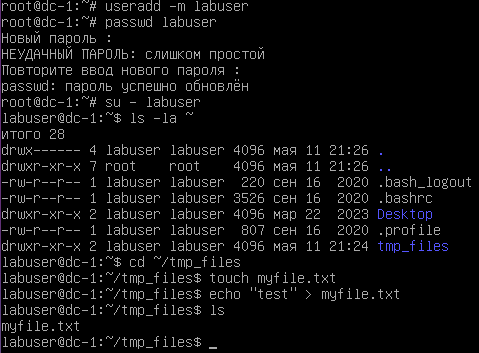 root@dc-1:~# useradd -m labuser
root@dc-1:~# passwd labuser
Новый пароль :
НЕУДАЧНЫЙ ПАРОЛЬ: слишком простой
Повторите ввод нового пароля :
passwd: пароль успешно обновлён
root@dc-1:~# su - labuser
labuser@dc-1:~$ ls -la ~
итого 28
drwx------ 4 labuser labuser 4096 мая 11 21:26 .
drwxr-xr-x 7 root    root    4096 мая 11 21:26 ..
-rw-r--r-- 1 labuser labuser  220 сен 16  2020 .bash_logout
-rw-r--r-- 1 labuser labuser 3526 сен 16  2020 .bashrc
drwxr-xr-x 2 labuser labuser 4096 мар 22  2023 Desktop
-rw-r--r-- 1 labuser labuser  807 сен 16  2020 .profile
drwxr-xr-x 2 labuser labuser 4096 мая 11 21:24 tmp_files
labuser@dc-1:~$ cd ~/tmp_files
labuser@dc-1:~/tmp_files$ touch myfile.txt
labuser@dc-1:~/tmp_files$ echo "test" > myfile.txt
labuser@dc-1:~/tmp_files$ ls
myfile.txt
labuser@dc-1:~/tmp_files$ _